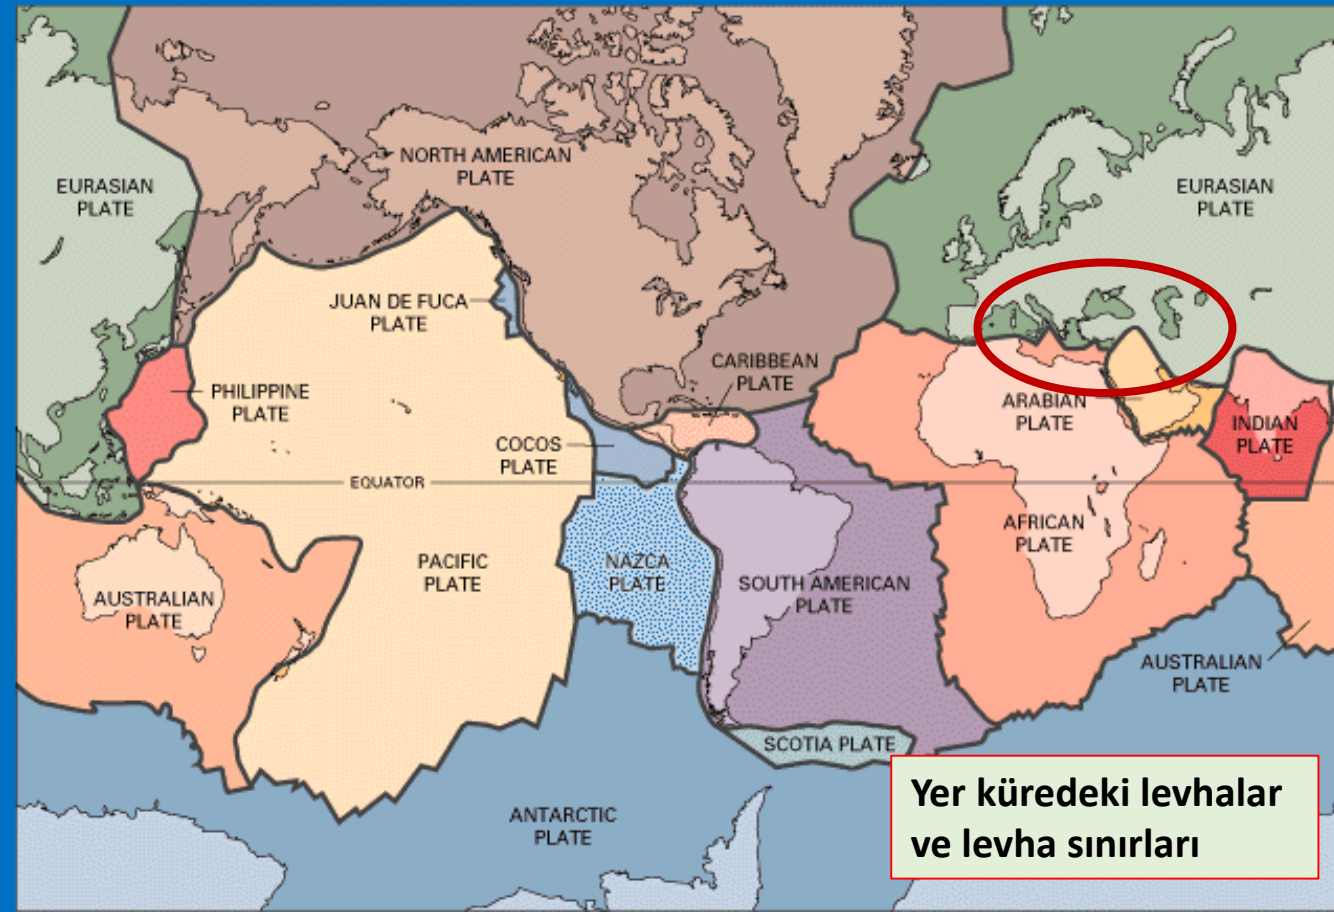 NORTH AMERICAN
PLATE
EURASIAN
PLATE
EURASIAN
PLATE
JUAN DE FUCA
PLATE
CARIBBEAN
PLATE
PHILIPPINE
PLATE
ARABIAN
PLATE
INDIAN
PLATE
COCOS
PLATE
EQUATOR
AFRICAN
PLATE
PACIFIC
PLATE
NAZCA
PLATE
SOUTH AMERICAN
PLATE
AUSTRALIAN
PLATE
AUSTRALIAN
PLATE
SCOTIA PLATE
ANTARCTIC
PLATE
Yer küredeki levhalar
ve levha sınırları